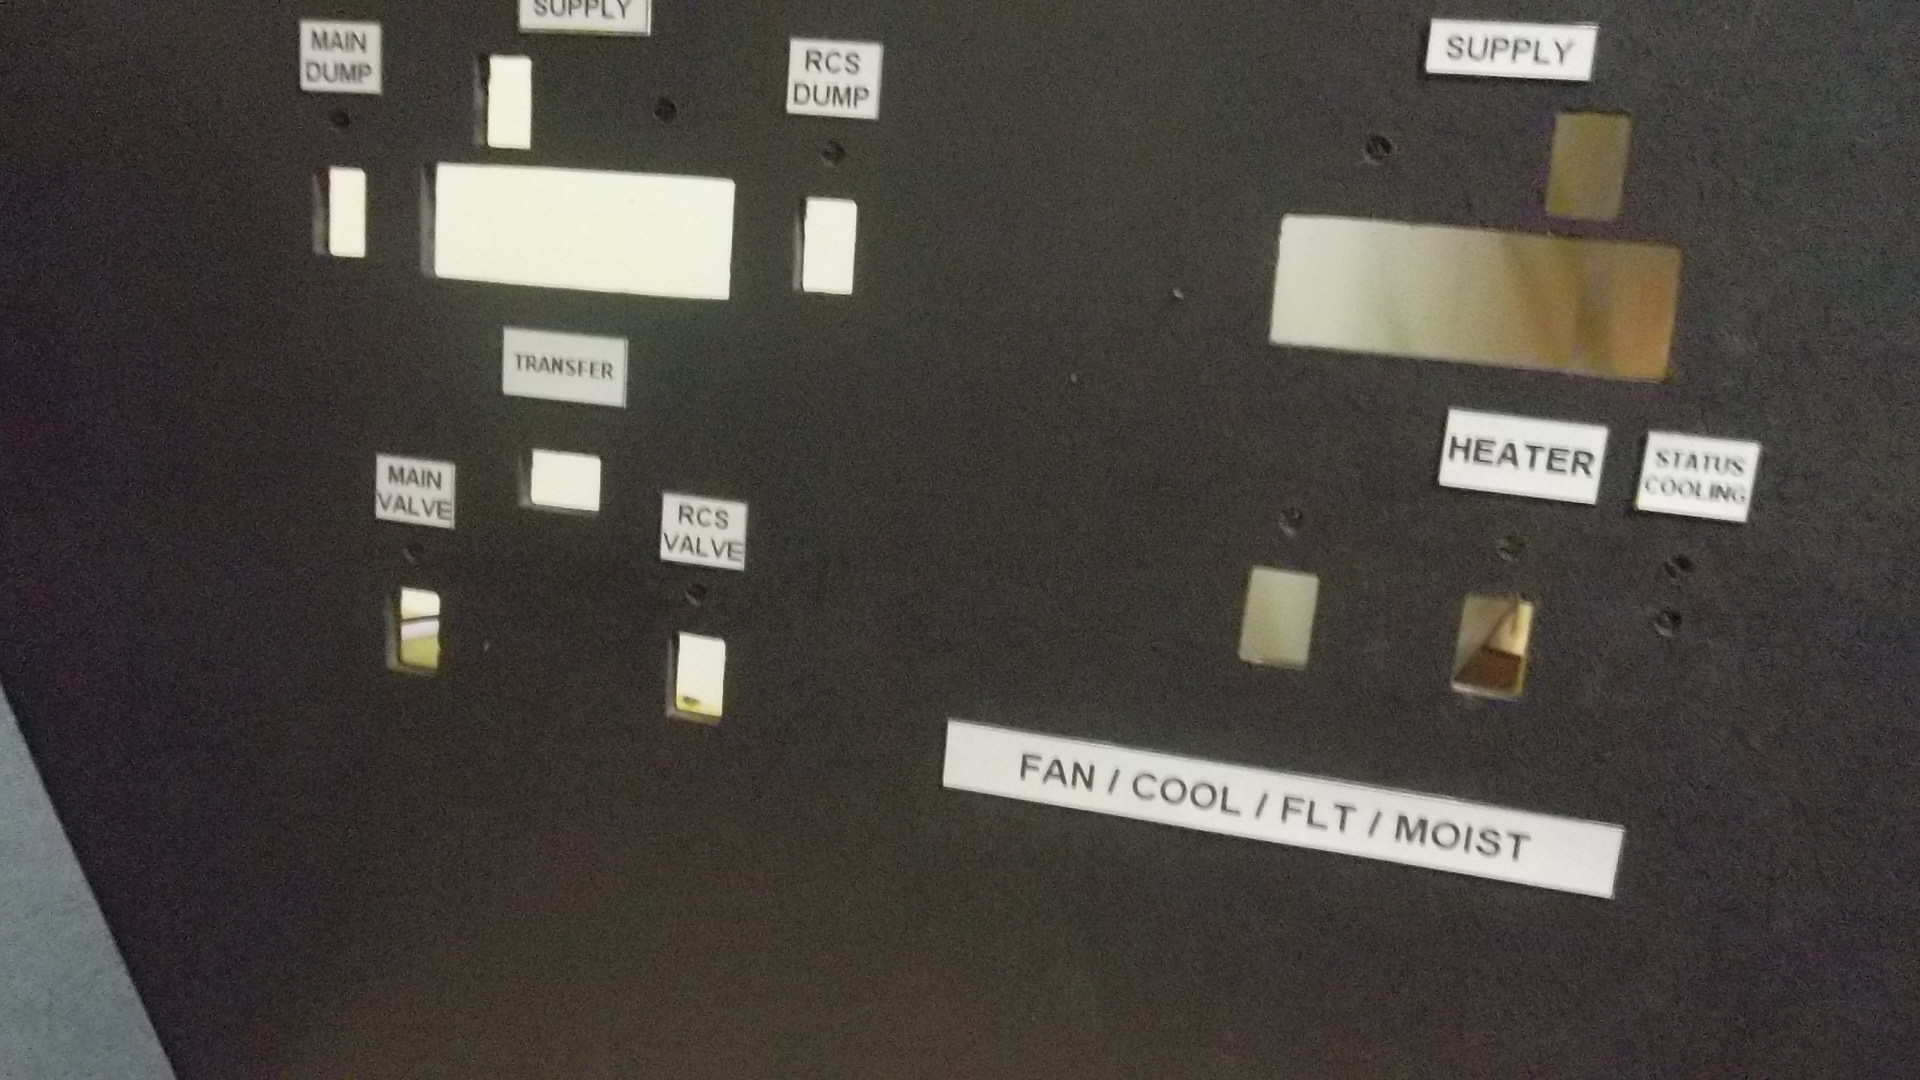 SUPPLY
MAIN
DUMP
RCS
DUMP
SUPPLY
TRANSFER
MAIN
VALVE
RCS
VALVE
HEATER
STATUS
COOLING
FAN / COOL / FLT / MOIST